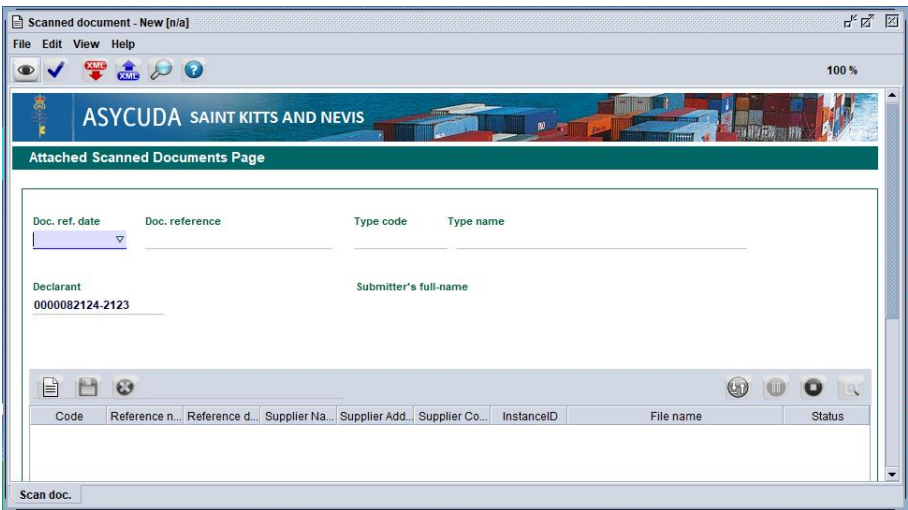 Scanned document - New [n/a]
File Edit View Help
XML XML ? 100 %
ASYCUDA SAINT KITTS AND NEVIS
Attached Scanned Documents Page
Doc. ref. date Doc. reference Type code Type name
Declarant Submitter's full-name
0000082124-2123
Code Reference n... Reference d... Supplier Na... Supplier Add... Supplier Co... InstanceID File name Status
Scan doc.